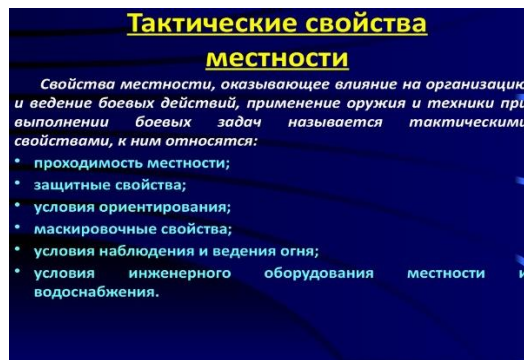 Тактические свойства
местности
Свойства местности, оказывающее влияние на организацию
и ведение боевых действий, применение оружия и техники при
выполнении боевых задач называется тактическими
свойствами, к ним относятся:
• проходимость местности;
• защитные свойства;
• условия ориентирования;
• маскировочные свойства;
• условия наблюдения и ведения огня;
• условия инженерного оборудования местности и
водоснабжения.